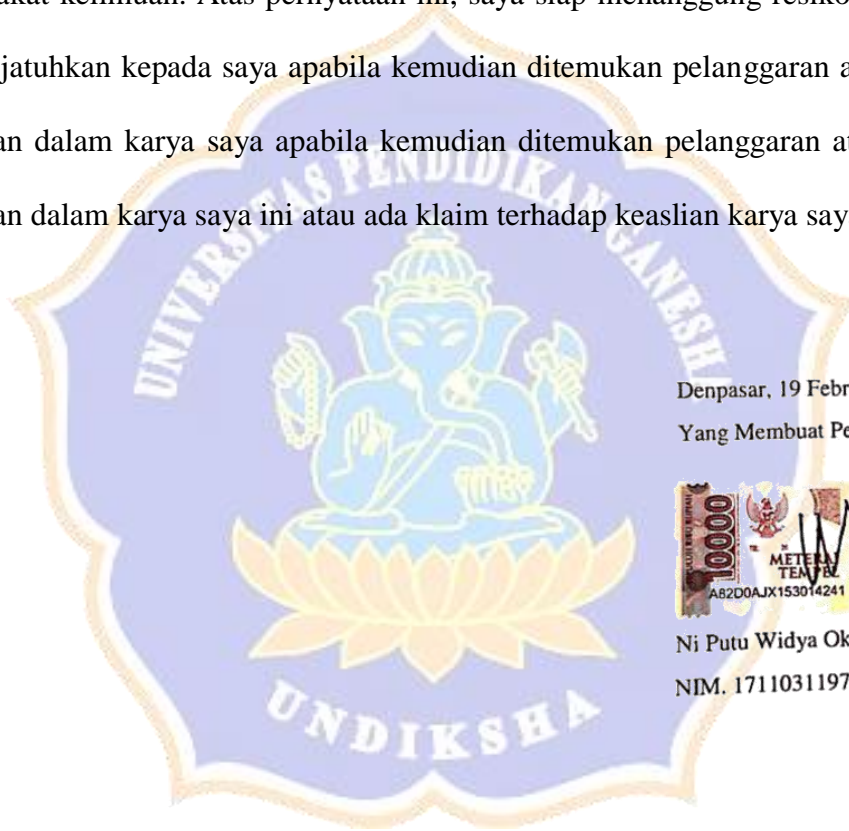 kat keilmuan. Atas pernyataan ini, saya siap menanggung resiko
jatuhkan kepada saya apabila kemudian ditemukan pelanggaran a
an dalam karya saya apabila kemudian ditemukan pelanggaran at
an dalam karya saya ini atau ada klaim terhadap keaslian karya say
UNIVERSITAS PENDIDIKAN GANESHA
Denpasar, 19 Febr
Yang Membuat Pe
10000
METERAI
TEMPEL
A82D0AJX153014241
Ni Putu Widya Ok
NIM. 1711031197
UNDIKSHA